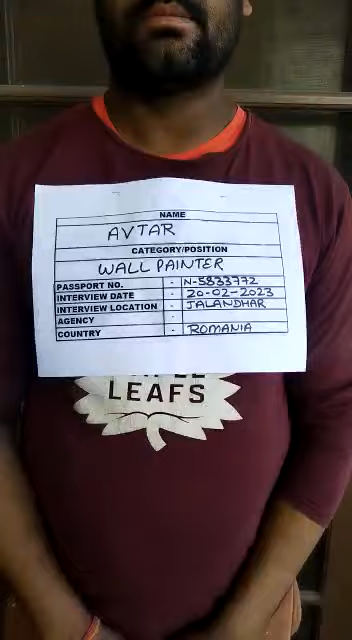 NAME
AVTAR
CATEGORY/POSITION
WALL PAINTER
PASSPORT NO. - N-5833772
INTERVIEW DATE - 20-02-2023
INTERVIEW LOCATION - JALANDHAR
AGENCY -
COUNTRY - ROMANIA
LEAFS